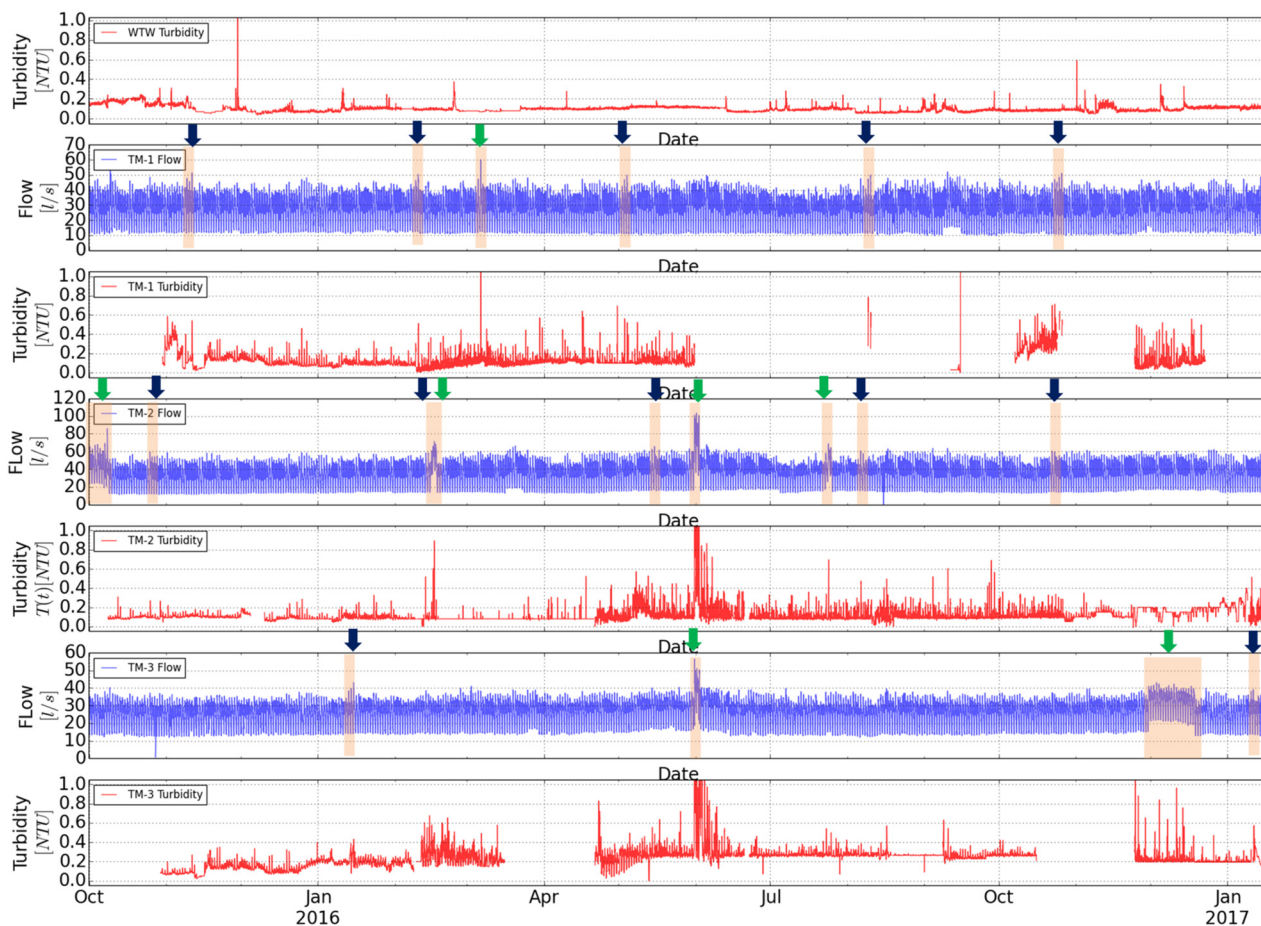 1.0
0.8
0.6
0.4
0.2
0.0
Turbidity
[NTU]
WTW Turbidity
Date
70
60
50
40
30
20
10
0
Flow
[l/s]
TM-1 Flow
Date
1.0
0.8
0.6
0.4
0.2
0.0
Turbidity
[NTU]
TM-1 Turbidity
Date
120
100
80
60
40
20
0
FLow
[l/s]
TM-2 Flow
Date
1.0
0.8
0.6
0.4
0.2
0.0
Turbidity
T(t)[NTU]
TM-2 Turbidity
Date
60
50
40
30
20
10
0
FLow
[l/s]
TM-3 Flow
Date
1.0
0.8
0.6
0.4
0.2
0.0
Turbidity
[NTU]
TM-3 Turbidity
Oct Jan Apr Jul Oct Jan
2016 2017